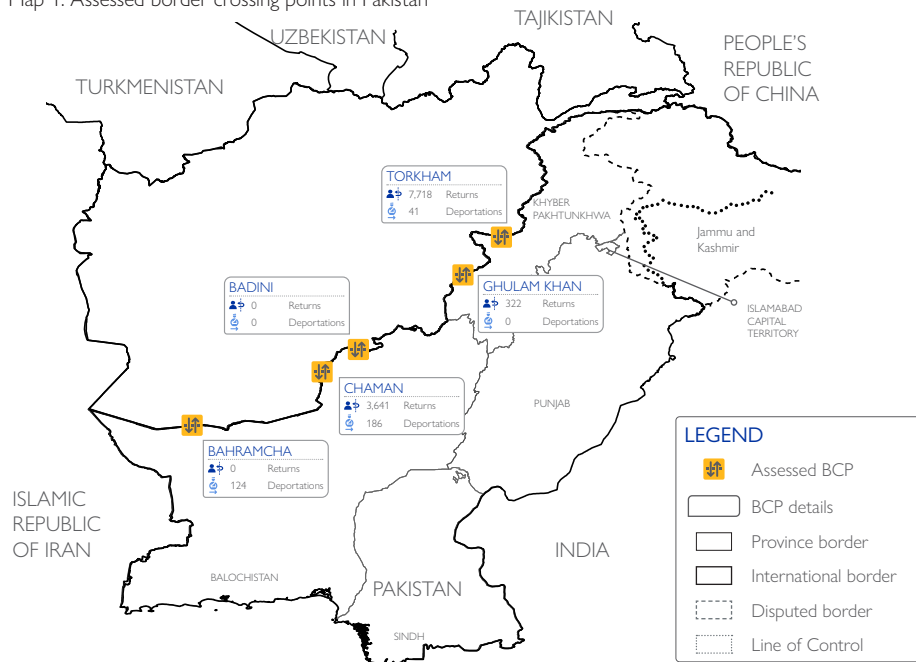 Map 1: Assessed border crossing points in Pakistan
TAJIKISTAN
UZBEKISTAN
PEOPLE'S
REPUBLIC
OF CHINA
TURKMENISTAN
TORKHAM
7,718 Returns
41 Deportations
KHYBER
PAKHTUNKHWA
Jammu and
Kashmir
BADINI
0 Returns
0 Deportations
GHULAM KHAN
322 Returns
0 Deportations
ISLAMABAD
CAPITAL
TERRITORY
CHAMAN
3,641 Returns
186 Deportations
PUNJAB
BAHRAMCHA
0 Returns
124 Deportations
ISLAMIC
REPUBLIC
OF IRAN
INDIA
BALOCHISTAN
PAKISTAN
SINDH
LEGEND
Assessed BCP
BCP details
Province border
International border
Disputed border
Line of Control